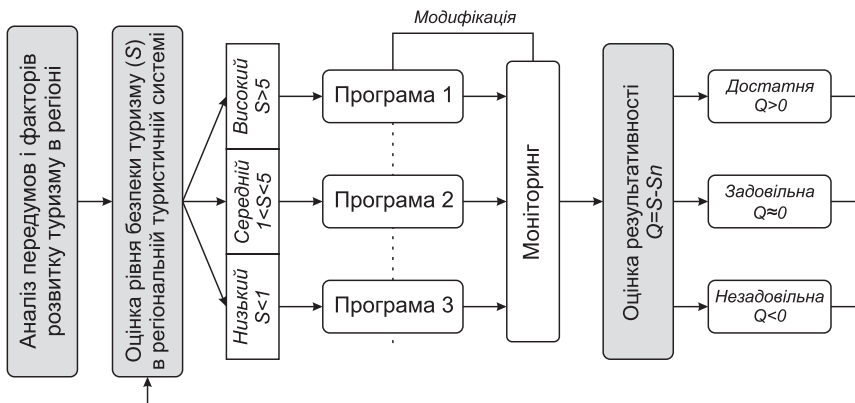 Модифікація
Аналіз передумов і факторів
розвитку туризму в регіоні
Оцінка рівня безпеки туризму (S)
в регіональній туристичній системі
Високий
S>5
Середній
1<S<5
Низький
S<1
Програма 1
Програма 2
Програма 3
Моніторинг
Оцінка результативності
Q=S-Sn
Достатня
Q>0
Задовільна
Q≈0
Незадовільна
Q<0